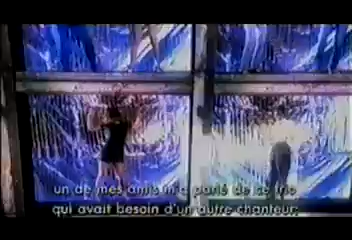 un de mes amis m'a parlé de ce trio
qui avait besoin d'un autre chanteur;